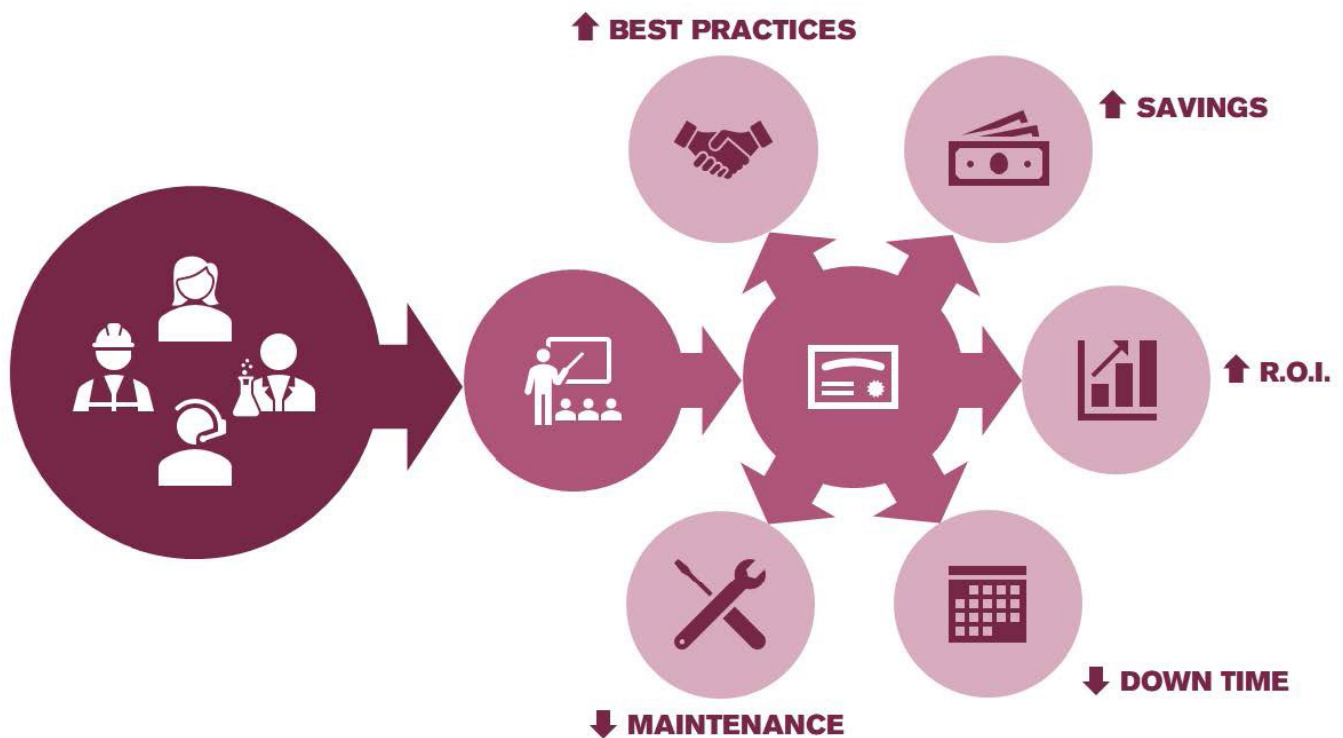 BEST PRACTICES
SAVINGS
R.O.I.
DOWN TIME
MAINTENANCE